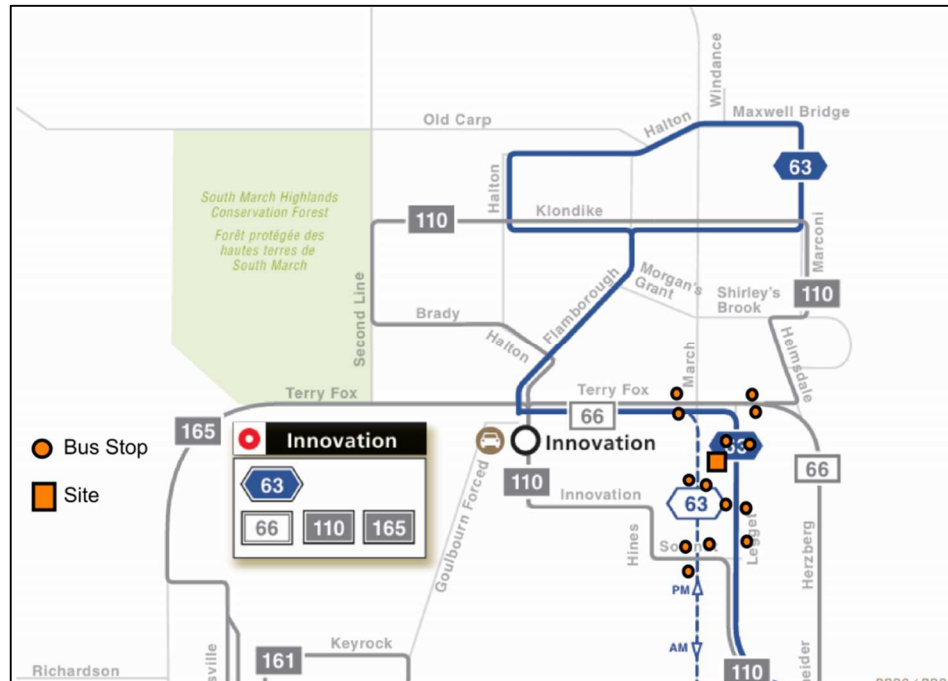 Windance
Maxwell Bridge
Old Carp
Halton
63
South March Highlands
Conservation Forest
Forêt protégée des
hautes terres de
South March
Halton
110
Klondike
Marconi
Second Line
Morgan's
Grant
Shirley's
Brook
110
Brady
Halton
Flamborough
March
Helmsdale
Terry Fox
Terry Fox
66
165
Innovation
Innovation
63
Bus Stop
66
63
66
110
165
Site
Goulbourn Forced
110
Innovation
63
Hines
Legget
Herzberg
PM
AM
Keyrock
161
110
Richardson